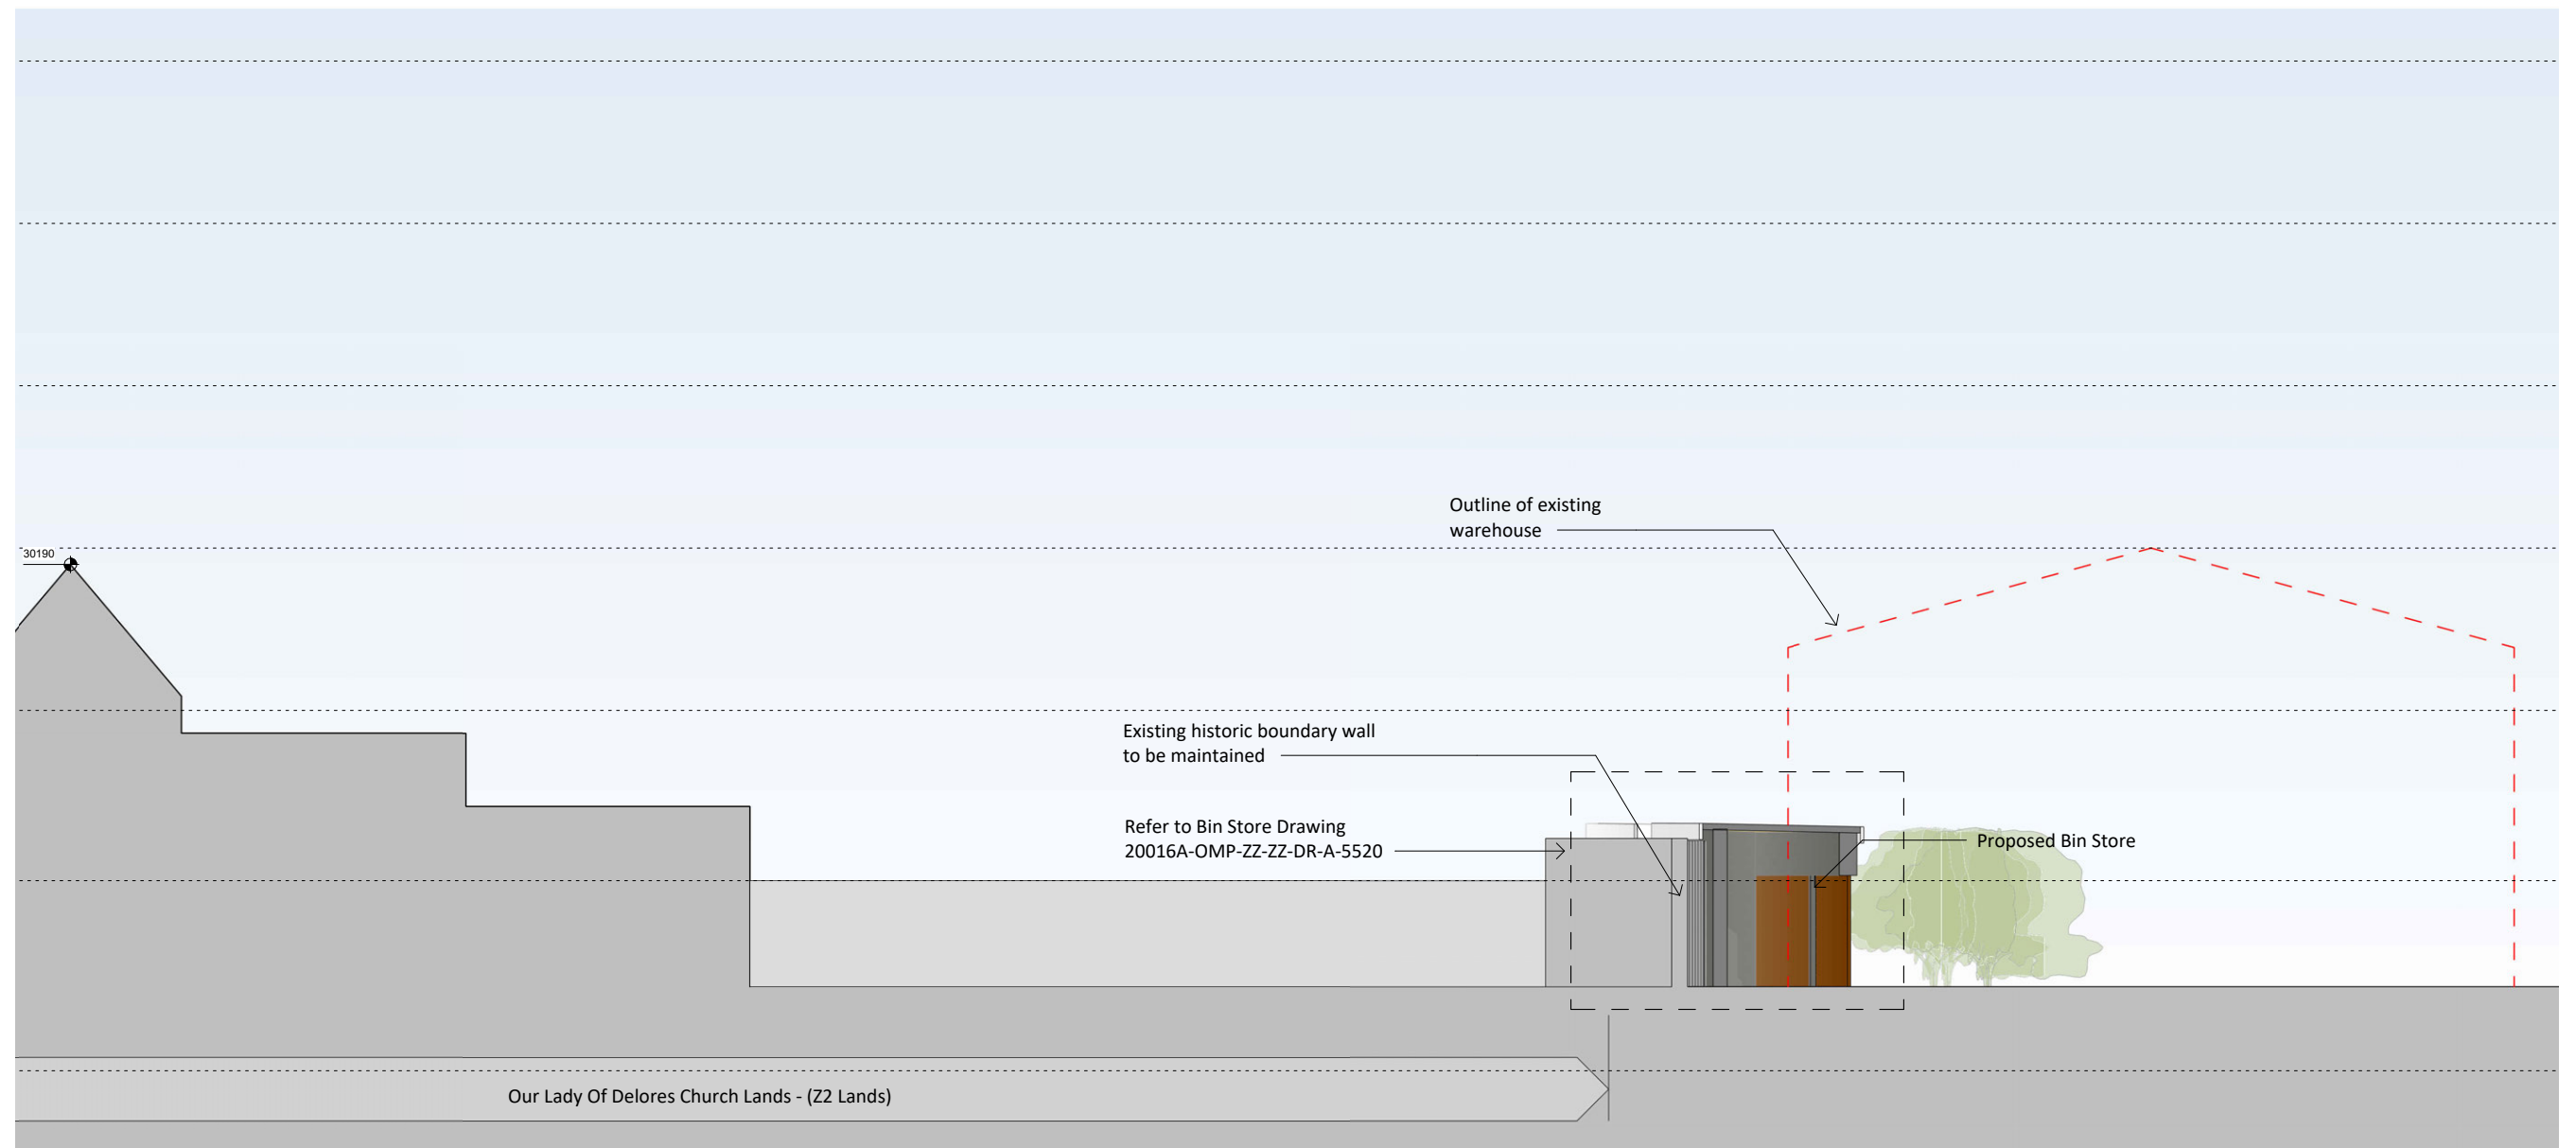 Outline of existing
warehouse
30190
Existing historic boundary wall
to be maintained
Refer to Bin Store Drawing
20016A-OMP-ZZ-ZZ-DR-A-5520
Proposed Bin Store
Our Lady Of Delores Church Lands - (Z2 Lands)